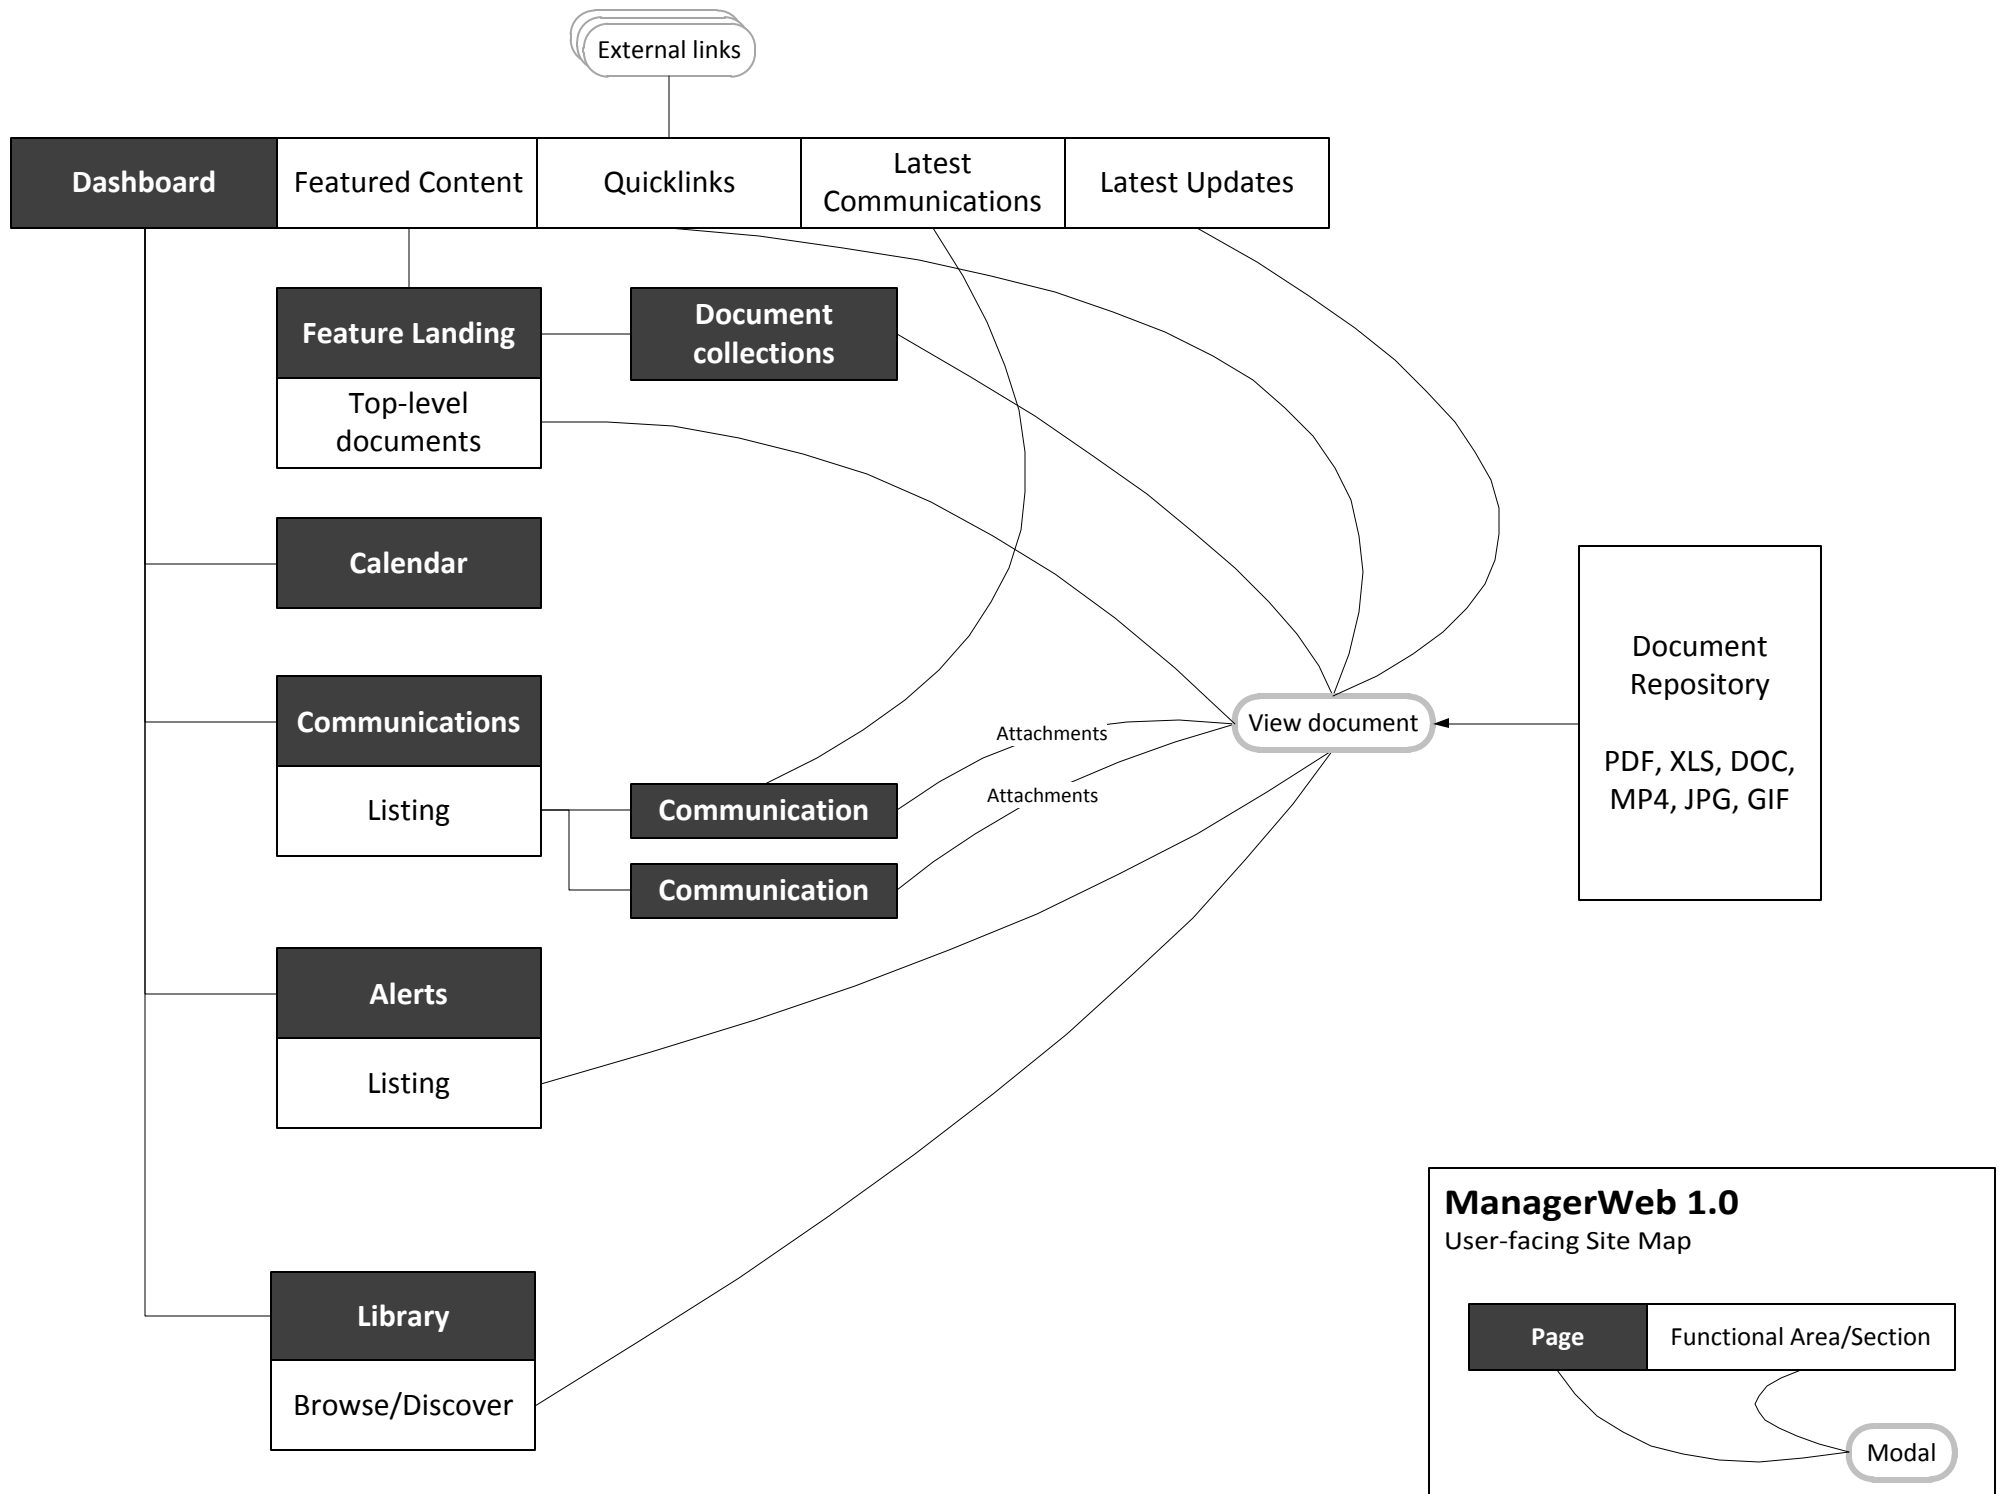 External links
Dashboard
Featured Content
Quicklinks
Latest
Communications
Latest Updates
Feature Landing
Document
collections
Top-level
documents
Calendar
Communications
Listing
Communication
Communication
Attachments
Attachments
View document
Document
Repository
PDF, XLS, DOC,
MP4, JPG, GIF
Alerts
Listing
Library
Browse/Discover
ManagerWeb 1.0
User-facing Site Map
Page
Functional Area/Section
Modal